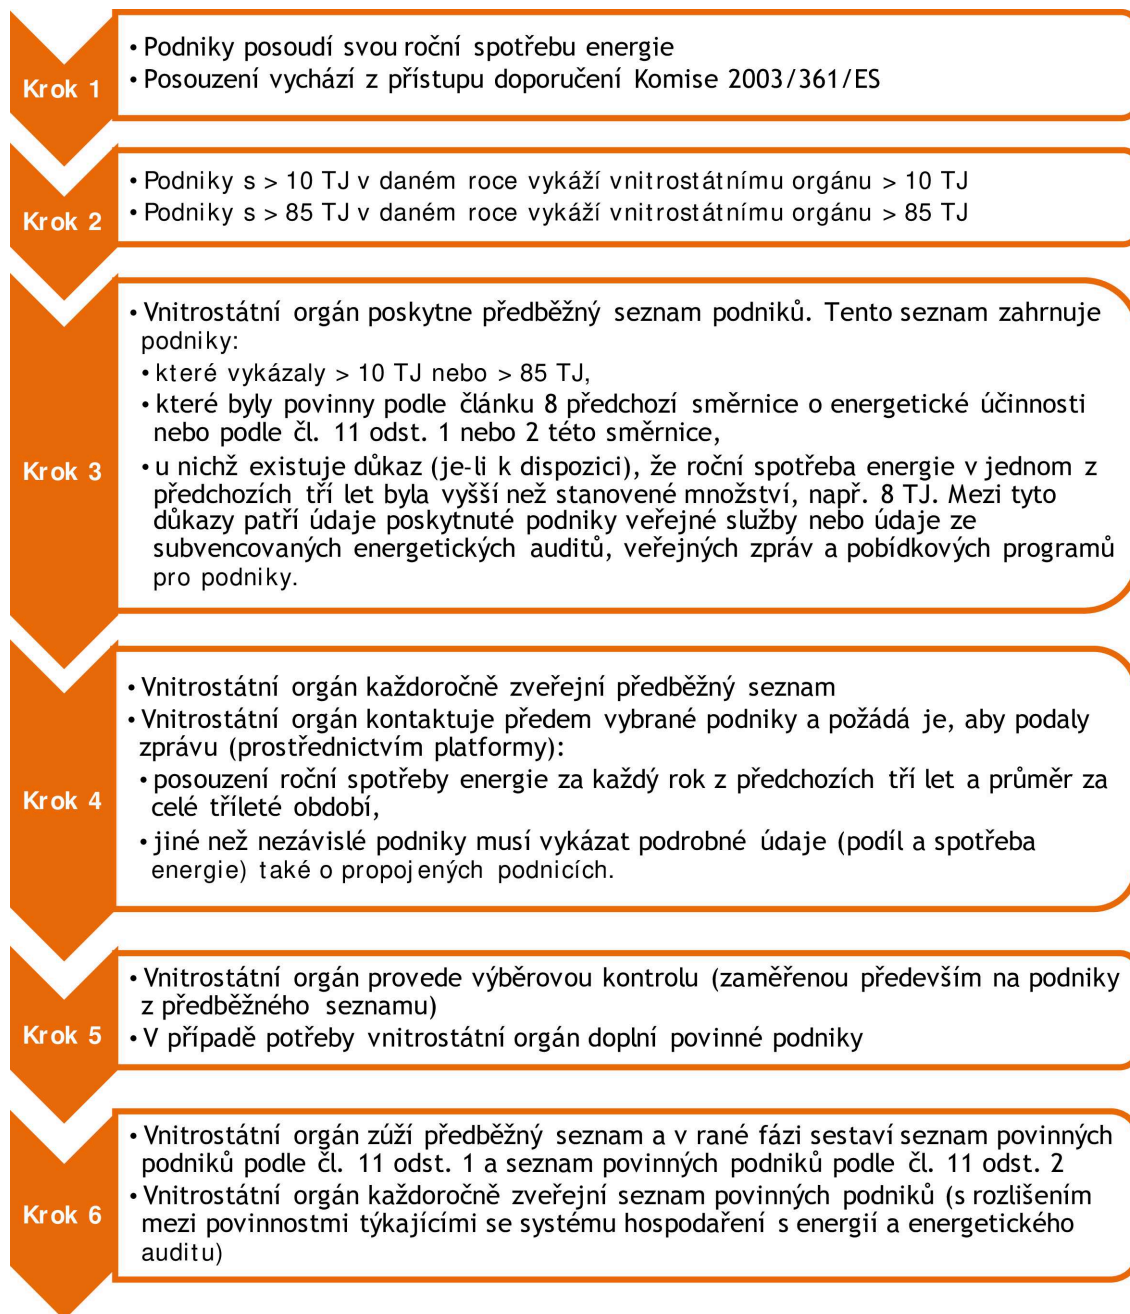 Krok 1
• Podniky posoudí svou roční spotřebu energie
• Posouzení vychází z přístupu doporučení Komise 2003/361/ES
Krok 2
• Podniky s > 10 TJ v daném roce vykáží vnitrostátnímu orgánu > 10 TJ
• Podniky s > 85 TJ v daném roce vykáží vnitrostátnímu orgánu > 85 TJ
Krok 3
• Vnitrostátní orgán poskytne předběžný seznam podniků. Tento seznam zahrnuje
podniky:
• které vykázaly > 10 TJ nebo > 85 TJ,
• které byly povinny podle článku 8 předchozí směrnice o energetické účinnosti
nebo podle čl. 11 odst. 1 nebo 2 této směrnice,
• u nichž existuje důkaz (je-li k dispozici), že roční spotřeba energie v jednom z
předchozích tří let byla vyšší než stanovené množství, např. 8 TJ. Mezi tyto
důkazy patří údaje poskytnuté podniky veřejné služby nebo údaje ze
subvencovaných energetických auditů, veřejných zpráv a pobídkových programů
pro podniky.
Krok 4
• Vnitrostátní orgán každoročně zveřejní předběžný seznam
• Vnitrostátní orgán kontaktuje předem vybrané podniky a požádá je, aby podaly
zprávu (prostřednictvím platformy):
• posouzení roční spotřeby energie za každý rok z předchozích tří let a průměr za
celé tříleté období,
• jiné než nezávislé podniky musí vykázat podrobné údaje (podíl a spotřeba
energie) také o propojených podnicích.
Krok 5
• Vnitrostátní orgán provede výběrovou kontrolu (zaměřenou především na podniky
z předběžného seznamu)
• V případě potřeby vnitrostátní orgán doplní povinné podniky
Krok 6
• Vnitrostátní orgán zúží předběžný seznam a v rané fázi sestaví seznam povinných
podniků podle čl. 11 odst. 1 a seznam povinných podniků podle čl. 11 odst. 2
• Vnitrostátní orgán každoročně zveřejní seznam povinných podniků (s rozlišením
mezi povinnostmi týkajícími se systému hospodaření s energií a energetického
auditu)